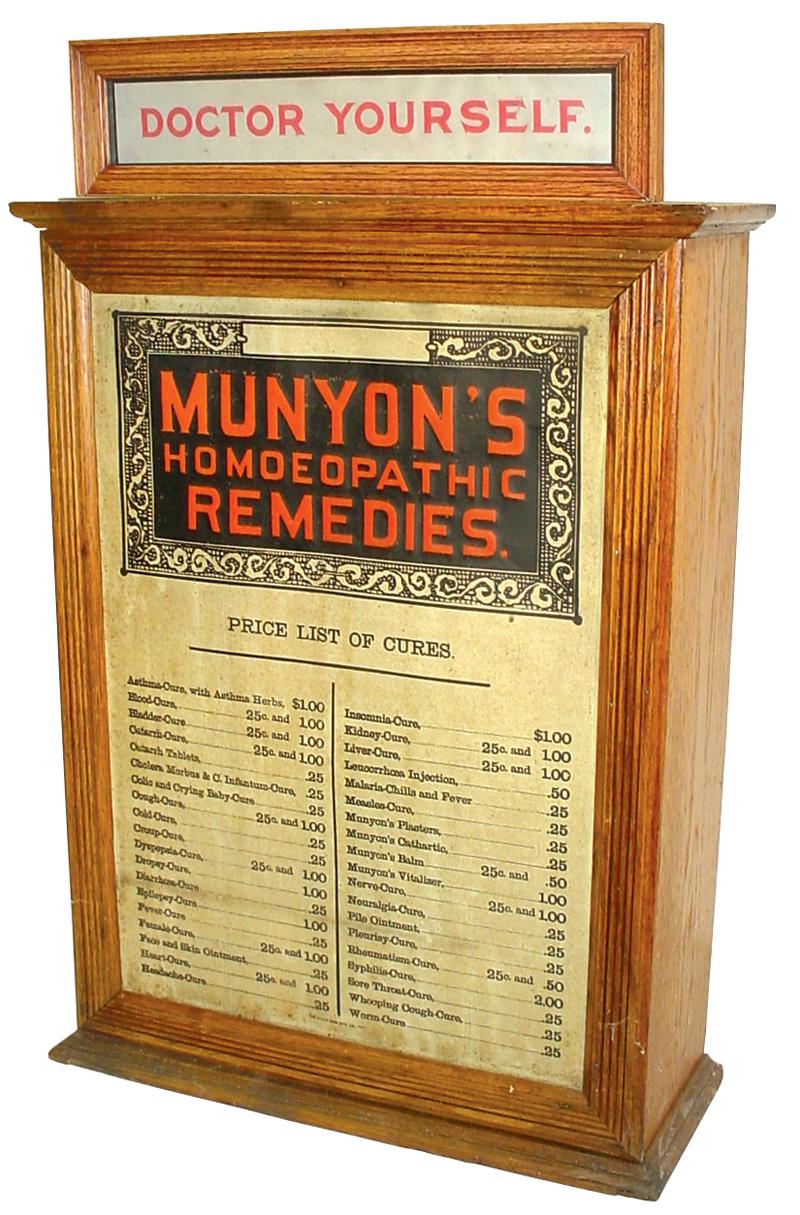 DOCTOR YOURSELF.
MUNYON'S
HOMOEOPATHIC
REMEDIES.
PRICE LIST OF CURES.
Asthma-Cure, with Asthma Herbs, $1.00
Blood-Cure, 25c. and 1.00
Bladder-Cure 25c. and 1.00
Catarrh-Cure, 25c. and 1.00
Catarrh Tablets, .25
Cholera Morbus & C. Infantum-Cure, .25
Colic and Crying Baby-Cure .25
Cough-Cure, 25c. and 1.00
Cold-Cure, .25
Croup-Cure, .25
Dyspepsia-Cure, 25c. and 1.00
Dropsy-Cure, 1.00
Diarrhœa-Cure .25
Epilepsy-Cure 1.00
Fever-Cure .25
Female-Cure, 25c. and 1.00
Face and Skin Ointment, .25
Heart-Cure, 25c. and 1.00
Headache-Cure .25
Insomnia-Cure, $1.00
Kidney-Cure, 25c. and 1.00
Liver-Cure, 25c. and 1.00
Leucorrhœa Injection, .50
Malaria-Chills and Fever .25
Measles-Cure, .25
Munyon's Plasters, .25
Munyon's Cathartic, .25
Munyon's Balm 25c. and .50
Munyon's Vitalizer, 1.00
Nerve-Cure, 25c. and 1.00
Neuralgia-Cure, .25
Pile Ointment, .25
Pleurisy-Cure, .25
Rheumatism-Cure, 25c. and .50
Syphilis-Cure, 2.00
Sore Throat-Cure, .25
Whooping Cough-Cure, .25
Worm-Cure .25